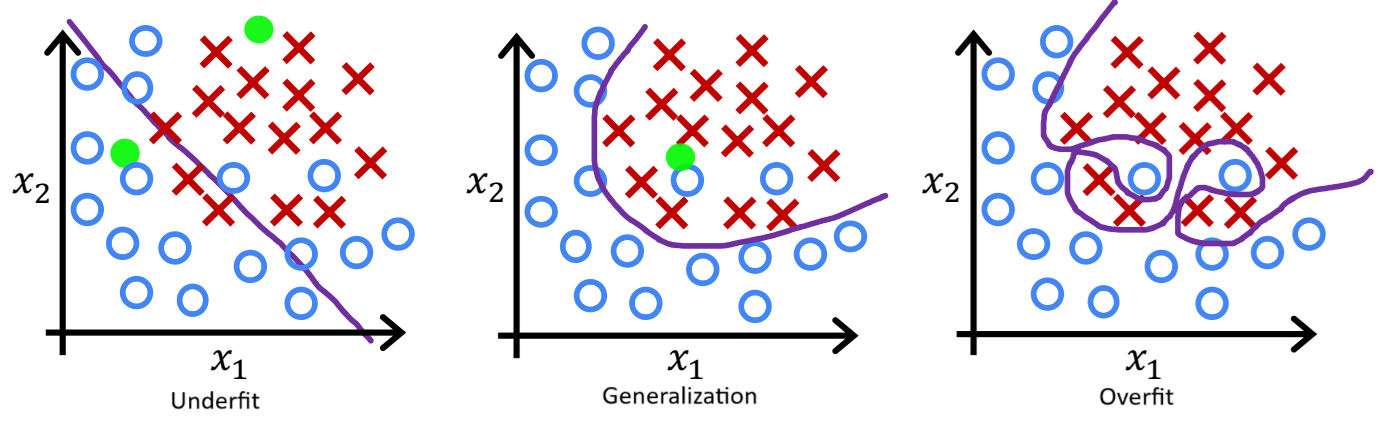 x₂
x₁
Underfit
x₂
x₁
Generalization
x₂
x₁
Overfit